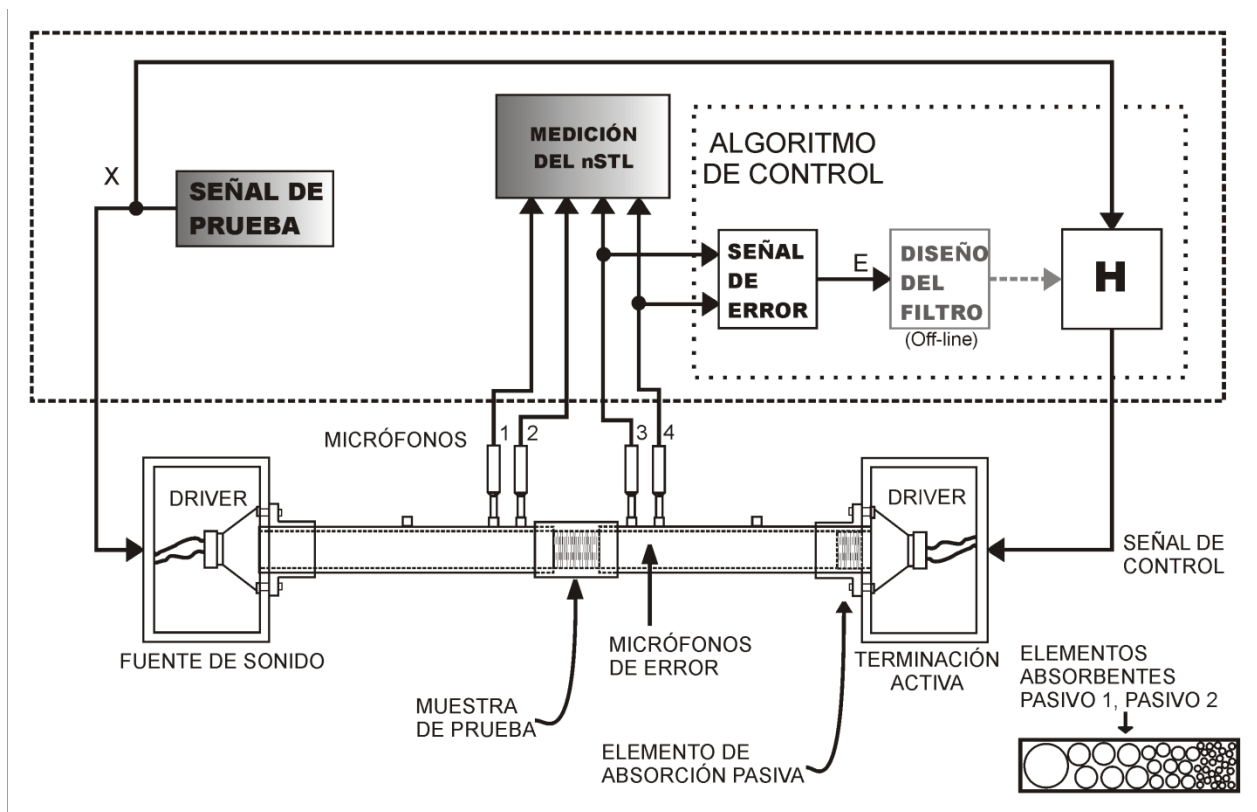 MEDICIÓN
DEL nSTL
ALGORITMO
DE CONTROL
X
SEÑAL DE
PRUEBA
SEÑAL
DE
ERROR
E
DISEÑO
DEL
FILTRO
(Off-line)
H
MICRÓFONOS
1
2
3
4
DRIVER
DRIVER
SEÑAL DE
CONTROL
FUENTE DE SONIDO
MICRÓFONOS
DE ERROR
TERMINACIÓN
ACTIVA
MUESTRA
DE PRUEBA
ELEMENTO DE
ABSORCIÓN PASIVA
ELEMENTOS
ABSORBENTES
PASIVO 1, PASIVO 2